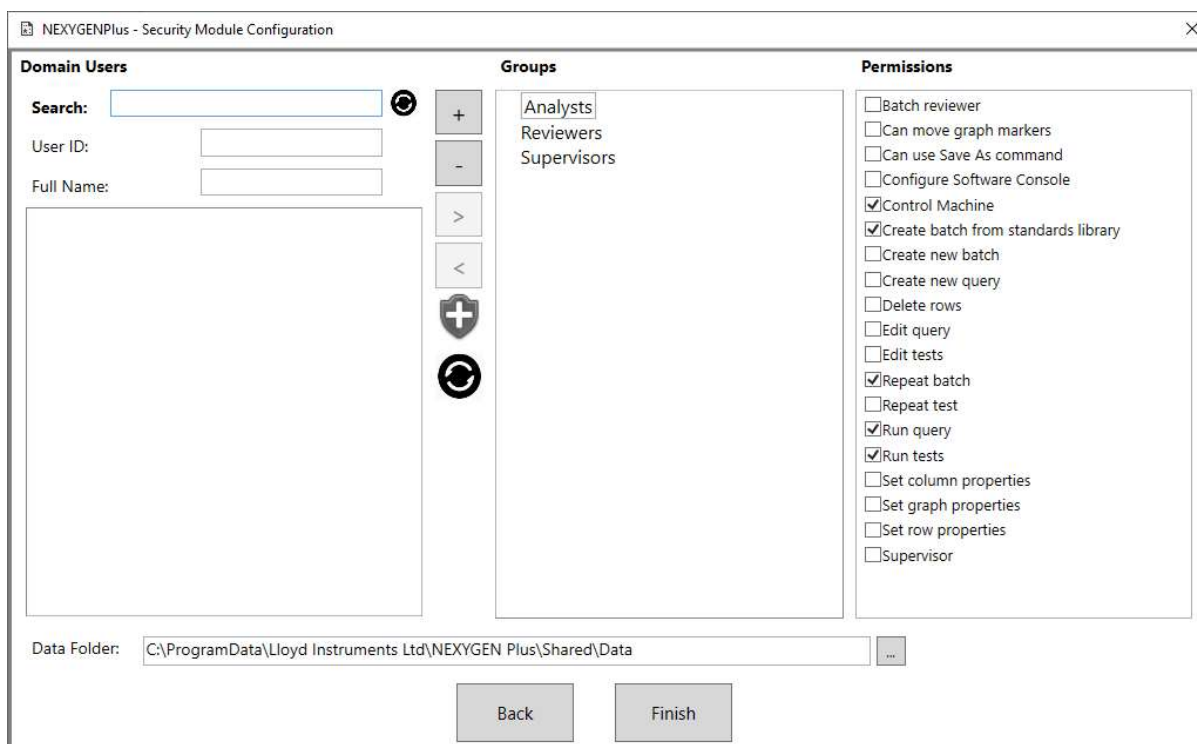 NEXYGENPlus - Security Module Configuration
Domain Users
Search:
User ID:
Full Name:
+
-
>
<
Groups
Analysts
Reviewers
Supervisors
Permissions
Batch reviewer
Can move graph markers
Can use Save As command
Configure Software Console
Control Machine
Create batch from standards library
Create new batch
Create new query
Delete rows
Edit query
Edit tests
Repeat batch
Repeat test
Run query
Run tests
Set column properties
Set graph properties
Set row properties
Supervisor
Data Folder: C:\ProgramData\Lloyd Instruments Ltd\NEXYGEN Plus\Shared\Data ...
Back Finish